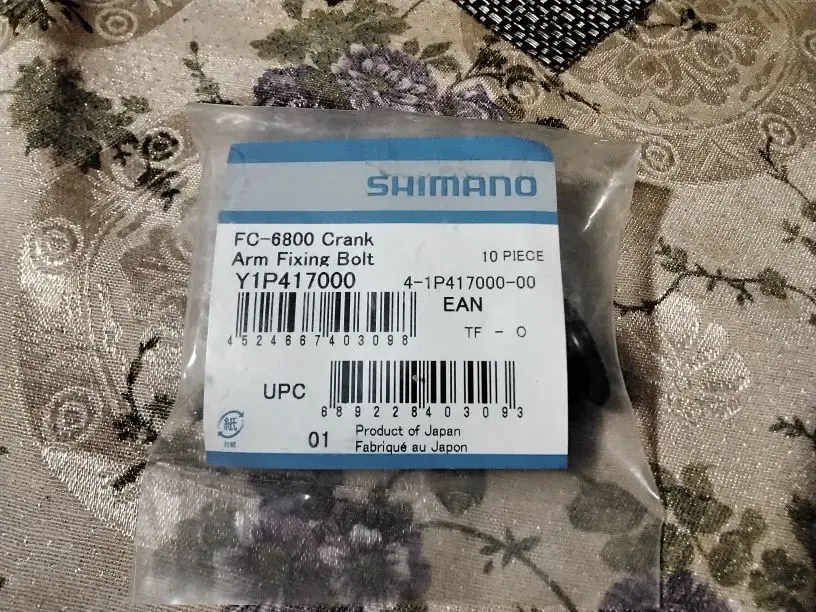 SHIMANO
FC-6800 Crank
Arm Fixing Bolt
10 PIECE
Y1P417000
4-1P417000-00
EAN
4524667403098
TF - O
UPC
689228403093
紙
01
Product of Japan
Fabriqué au Japon